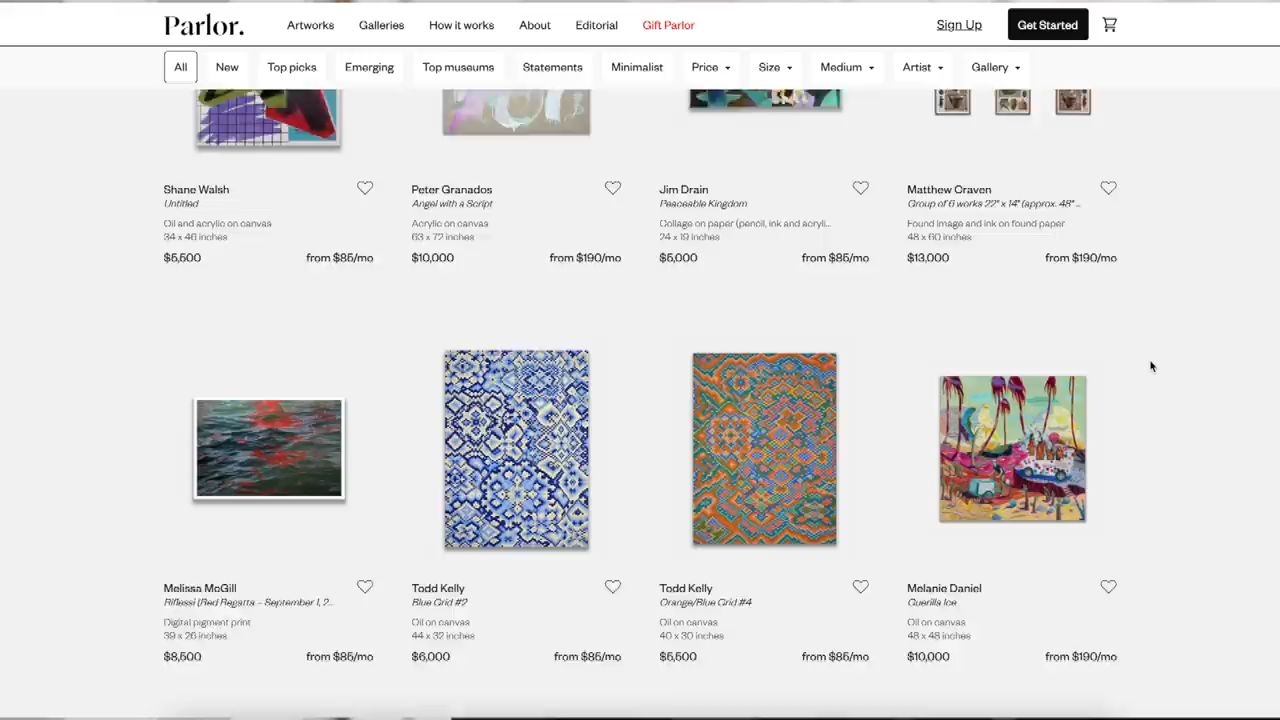 Parlor. Artworks Galleries How it works About Editorial Gift Parlor Sign Up Get Started
All New Top picks Emerging Top museums Statements Minimalist Price Size Medium Artist Gallery
Shane Walsh Peter Granados Jim Drain Matthew Craven
Untitled Angel with a Script Peaceable Kingdom Group of 6 works 22" x 14" (approx. 48" ...
Oil and acrylic on canvas Acrylic on canvas Collage on paper (pencil, ink and acryli... Found image and ink on found paper
34 x 46 inches 63 x 72 inches 24 x 19 inches 48 x 60 inches
$5,500 from $85/mo $10,000 from $190/mo $5,000 from $85/mo $13,000 from $190/mo
Melissa McGill Todd Kelly Todd Kelly Melanie Daniel
Riflessi (Red Regatta – September 1, 2... Blue Grid #2 Orange/Blue Grid #4 Guerilla Ice
Digital pigment print Oil on canvas Oil on canvas Oil on canvas
39 x 26 inches 44 x 32 inches 40 x 30 inches 48 x 48 inches
$8,500 from $85/mo $6,000 from $85/mo $5,500 from $85/mo $10,000 from $190/mo